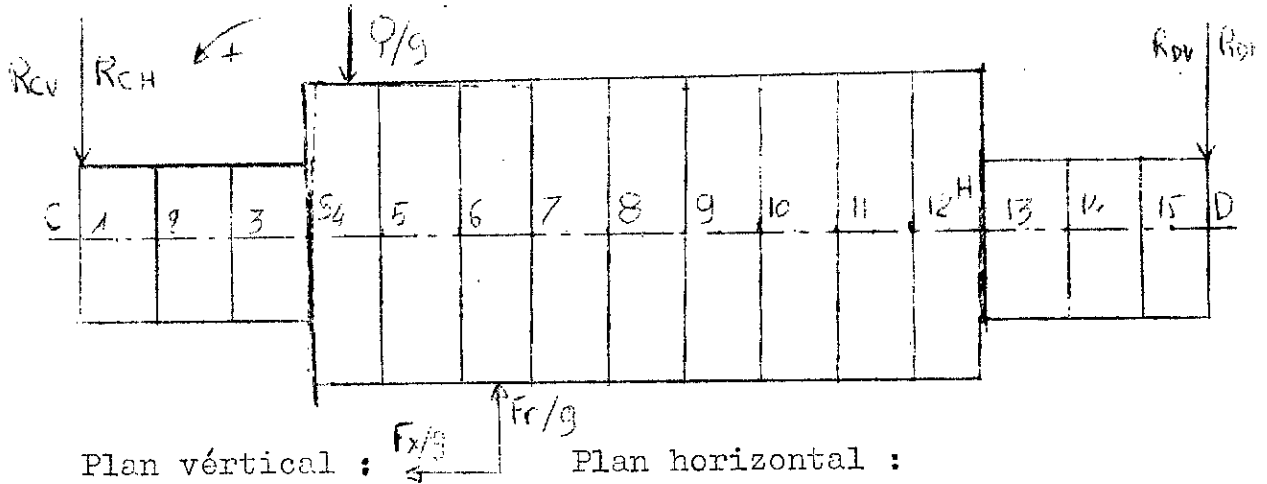 Q/g
+
RCV RCH
RDV
C 1 2 3 S4 5 6 7 8 9 10 11 12 H 13 14 15 D
Fr/g
Fx/g
Plan vértical : Plan horizontal :